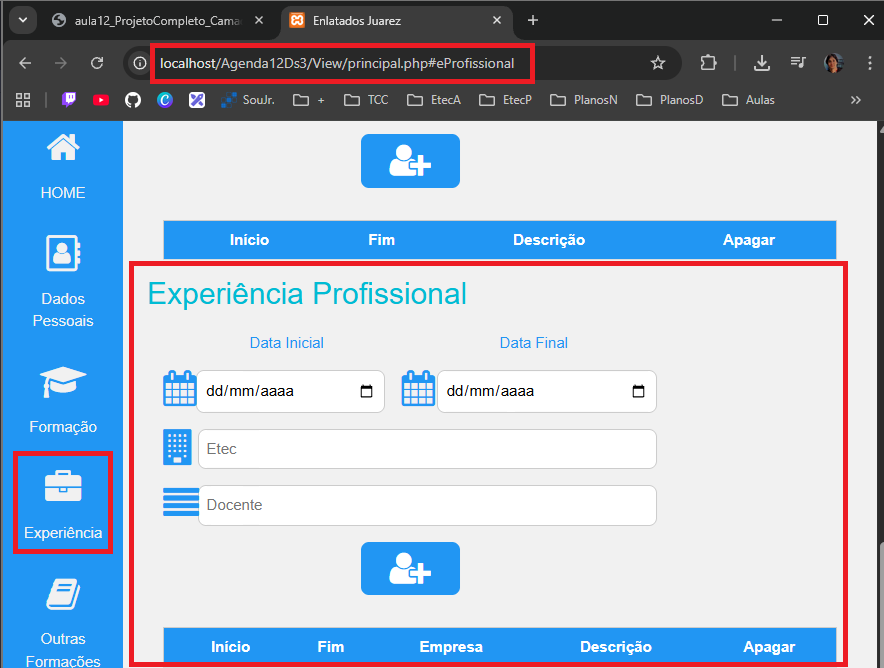 aula12_ProjetoCompleto_Cama
Enlatados Juarez
localhost/Agenda12Ds3/View/principal.php#eProfissional
SouJr.
+
TCC
EtecA
EtecP
PlanosN
PlanosD
Aulas
HOME
Dados
Pessoais
Formação
Experiência
Outras
Formações
Início Fim Descrição Apagar
Experiência Profissional
Data Inicial Data Final
dd/mm/aaaa dd/mm/aaaa
Etec
Docente
Início Fim Empresa Descrição Apagar